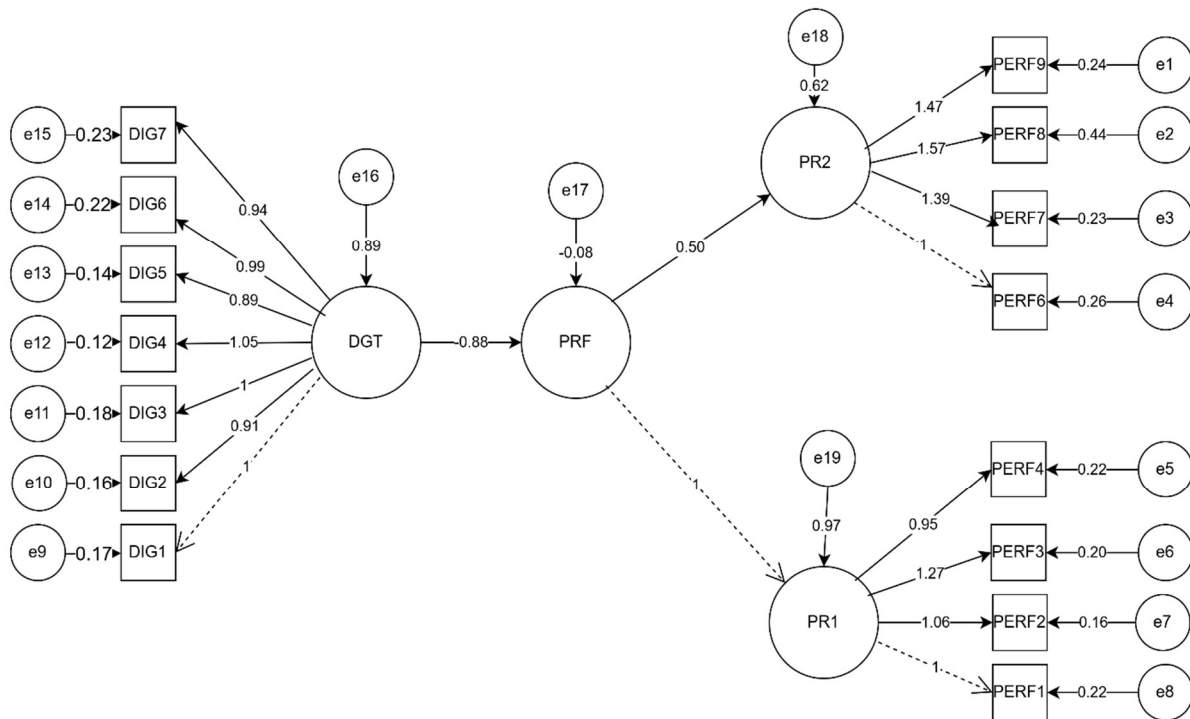 e18
0.62
PR2
1.47
1.57
1.39
1
PERF9
0.24
e1
PERF8
0.44
e2
PERF7
0.23
e3
PERF6
0.26
e4
e15
0.23
DIG7
e14
0.22
DIG6
e13
0.14
DIG5
e12
0.12
DIG4
e11
0.18
DIG3
e10
0.16
DIG2
e9
0.17
DIG1
0.94
0.99
0.89
1.05
1
0.91
1
e16
0.89
DGT
-0.88
e17
-0.08
PRF
0.50
1
e19
0.97
PR1
0.95
1.27
1.06
1
PERF4
0.22
e5
PERF3
0.20
e6
PERF2
0.16
e7
PERF1
0.22
e8